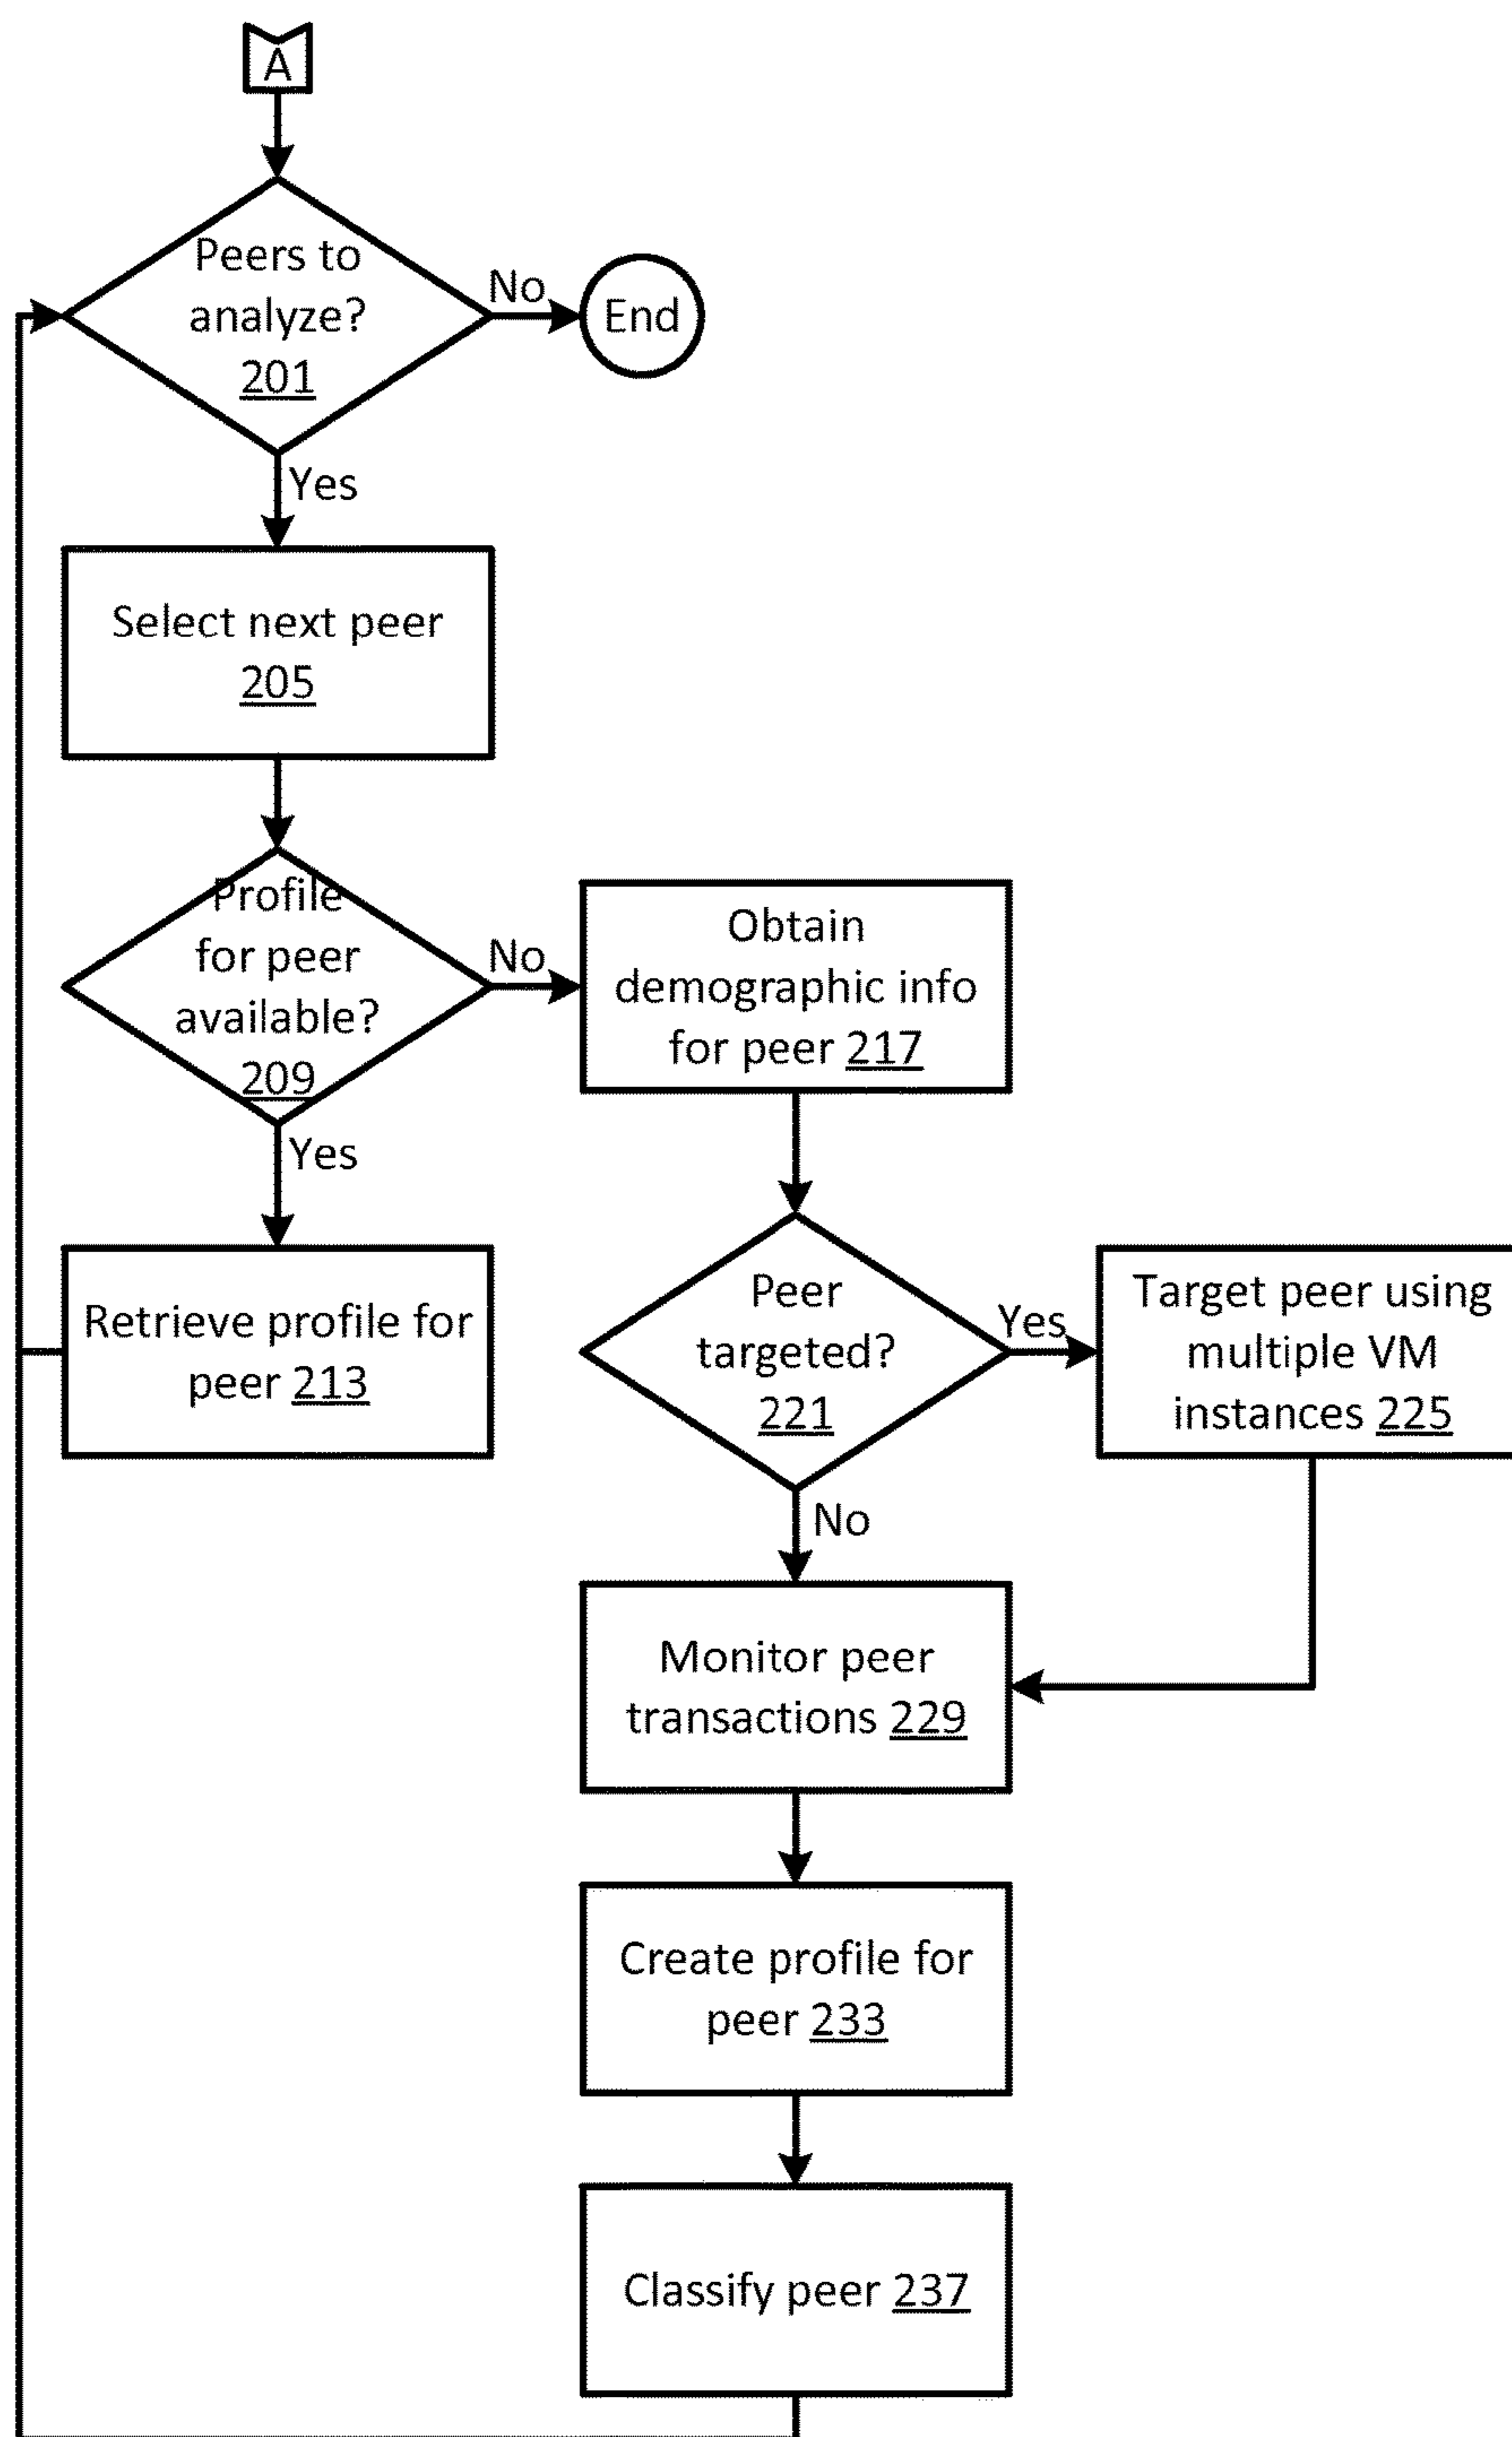 A
Peers to
analyze?
201
No
End
Yes
Select next peer
205
Profile
for peer
available?
209
No
Obtain
demographic info
for peer 217
Yes
Retrieve profile for
peer 213
Peer
targeted?
221
Yes
Target peer using
multiple VM
instances 225
No
Monitor peer
transactions 229
Create profile for
peer 233
Classify peer 237